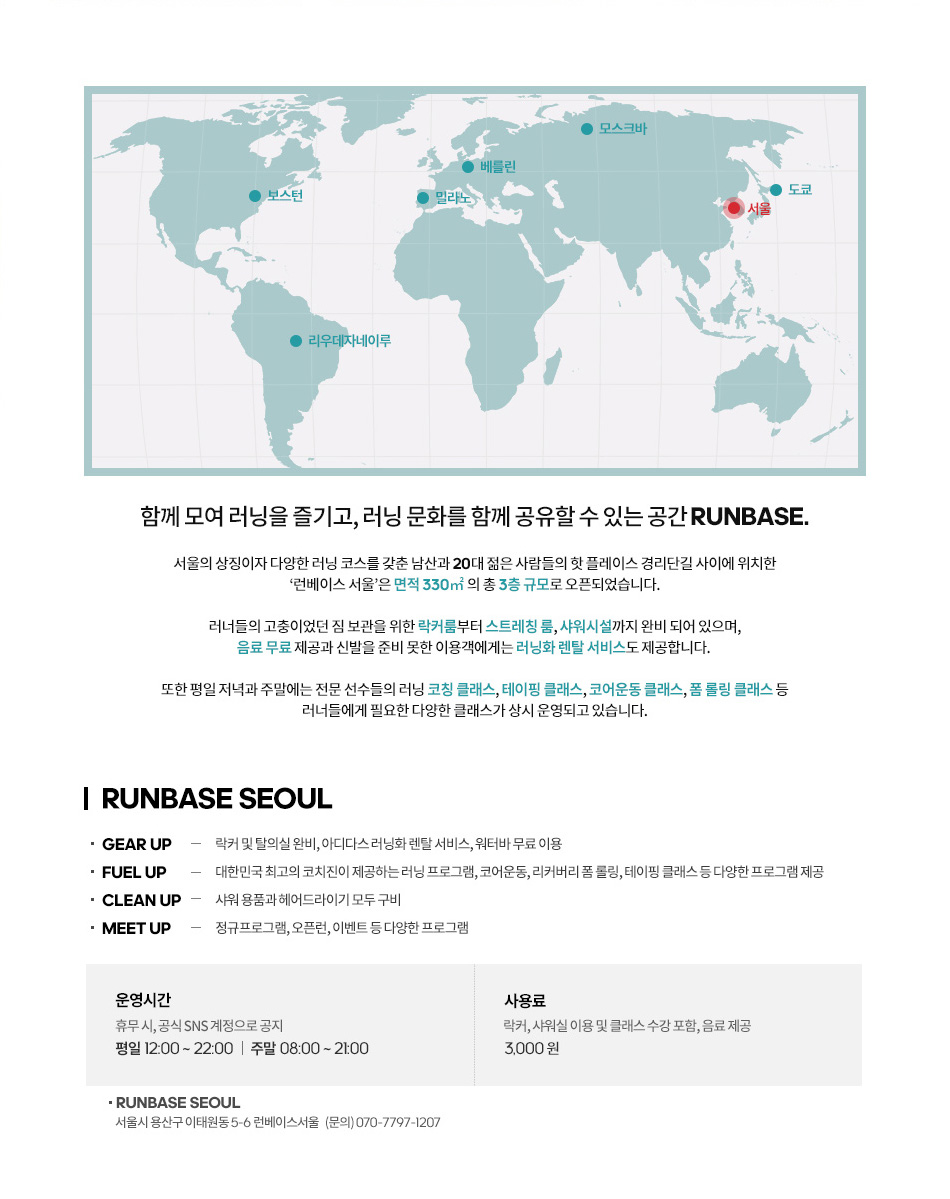 모스크바
베를린
도쿄
보스턴
밀라노
서울
리우데자네이루
함께 모여 러닝을 즐기고, 러닝 문화를 함께 공유할 수 있는 공간 RUNBASE.
서울의 상징이자 다양한 러닝 코스를 갖춘 남산과 20대 젊은 사람들의 핫 플레이스 경리단길 사이에 위치한
‘런베이스 서울’은 면적 330㎡ 의 총 3층 규모로 오픈되었습니다.
러너들의 고충이었던 짐 보관을 위한 락커룸부터 스트레칭 룸, 샤워시설까지 완비 되어 있으며,
음료 무료 제공과 신발을 준비 못한 이용객에게는 러닝화 렌탈 서비스도 제공합니다.
또한 평일 저녁과 주말에는 전문 선수들의 러닝 코칭 클래스, 테이핑 클래스, 코어운동 클래스, 폼 롤링 클래스 등
러너들에게 필요한 다양한 클래스가 상시 운영되고 있습니다.
RUNBASE SEOUL
· GEAR UP — 락커 및 탈의실 완비, 아디다스 러닝화 렌탈 서비스, 워터바 무료 이용
· FUEL UP — 대한민국 최고의 코치진이 제공하는 러닝 프로그램, 코어운동, 리커버리 폼 롤링, 테이핑 클래스 등 다양한 프로그램 제공
· CLEAN UP — 샤워 용품과 헤어드라이기 모두 구비
· MEET UP — 정규프로그램, 오픈런, 이벤트 등 다양한 프로그램
운영시간
휴무 시, 공식 SNS 계정으로 공지
평일 12:00 ~ 22:00 | 주말 08:00 ~ 21:00
사용료
락커, 샤워실 이용 및 클래스 수강 포함, 음료 제공
3,000 원
· RUNBASE SEOUL
서울시 용산구 이태원동 5-6 런베이스서울 (문의) 070-7797-1207